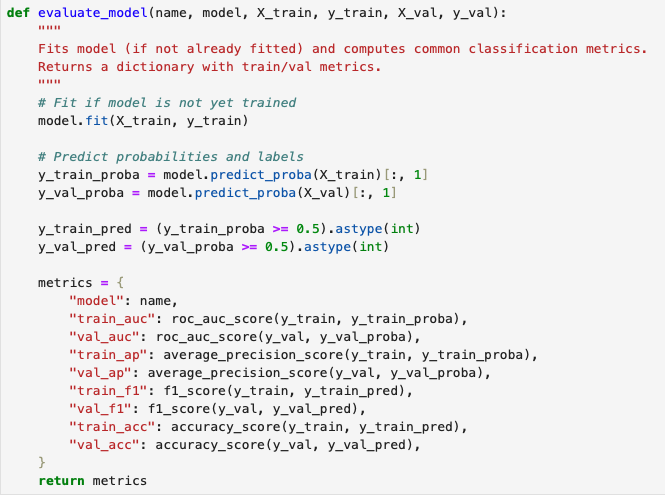 def evaluate_model(name, model, X_train, y_train, X_val, y_val):
    """
    Fits model (if not already fitted) and computes common classification metrics.
    Returns a dictionary with train/val metrics.
    """
    # Fit if model is not yet trained
    model.fit(X_train, y_train)

    # Predict probabilities and labels
    y_train_proba = model.predict_proba(X_train)[:, 1]
    y_val_proba = model.predict_proba(X_val)[:, 1]

    y_train_pred = (y_train_proba >= 0.5).astype(int)
    y_val_pred = (y_val_proba >= 0.5).astype(int)

    metrics = {
        "model": name,
        "train_auc": roc_auc_score(y_train, y_train_proba),
        "val_auc": roc_auc_score(y_val, y_val_proba),
        "train_ap": average_precision_score(y_train, y_train_proba),
        "val_ap": average_precision_score(y_val, y_val_proba),
        "train_f1": f1_score(y_train, y_train_pred),
        "val_f1": f1_score(y_val, y_val_pred),
        "train_acc": accuracy_score(y_train, y_train_pred),
        "val_acc": accuracy_score(y_val, y_val_pred),
    }
    return metrics